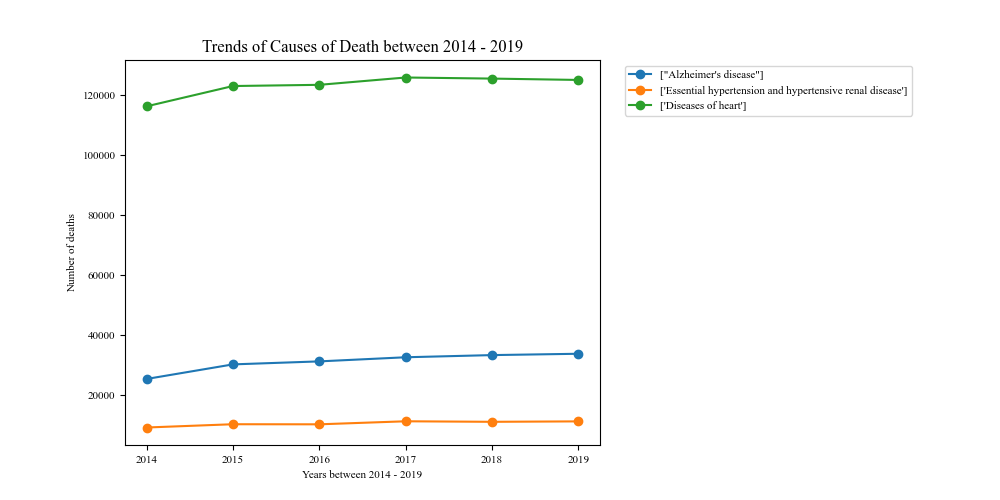 Trends of Causes of Death between 2014 - 2019
["Alzheimer's disease"]
['Essential hypertension and hypertensive renal disease']
['Diseases of heart']
Number of deaths
120000
100000
80000
60000
40000
20000
2014 2015 2016 2017 2018 2019
Years between 2014 - 2019